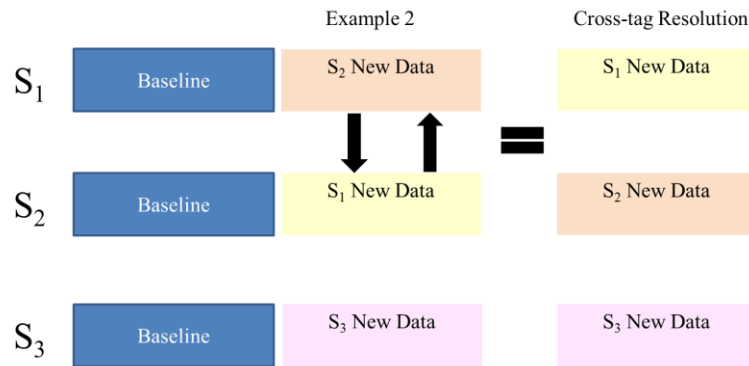 Example 2 Cross-tag Resolution
S₁ Baseline S₂ New Data S₁ New Data
S₂ Baseline S₁ New Data S₂ New Data
S₃ Baseline S₃ New Data S₃ New Data